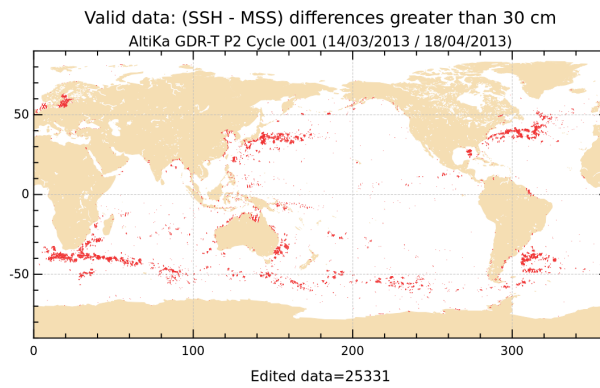 Valid data: (SSH - MSS) differences greater than 30 cm
AltiKa GDR-T P2 Cycle 001 (14/03/2013 / 18/04/2013)
50
0
-50
0 100 200 300
Edited data=25331